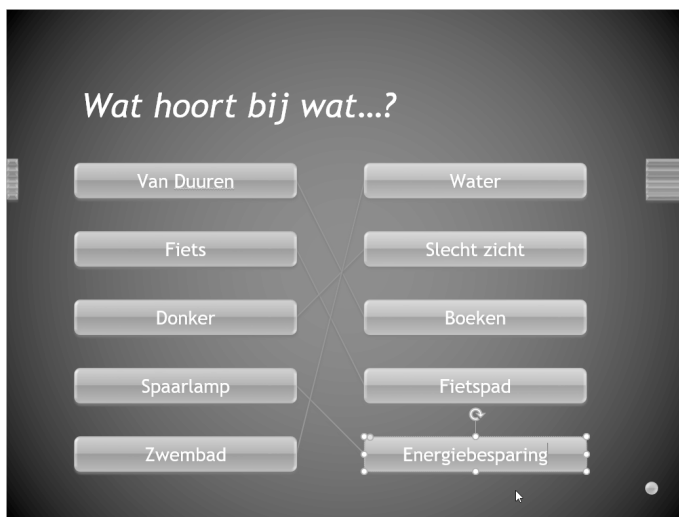 Wat hoort bij wat...?
Van Duuren
Water
Fiets
Slecht zicht
Donker
Boeken
Spaarlamp
Fietspad
Zwembad
Energiebesparing